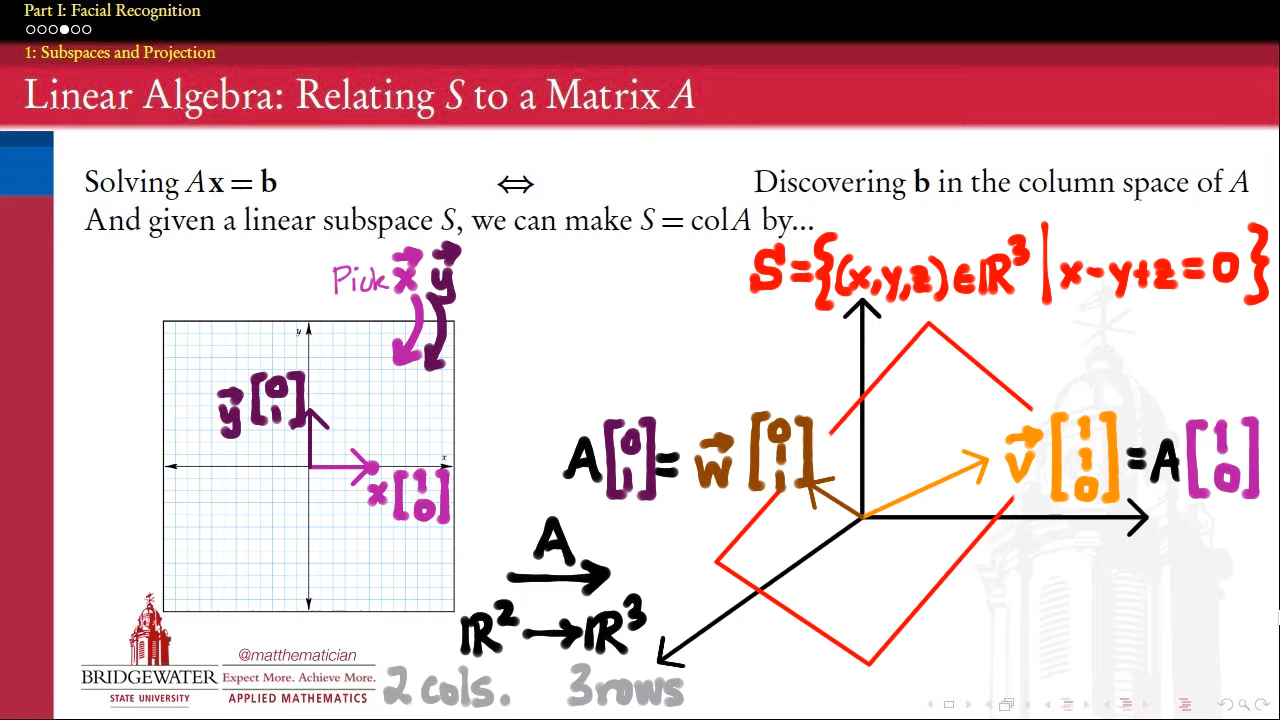 Part I: Facial Recognition
1: Subspaces and Projection
Linear Algebra: Relating S to a Matrix A
Solving Ax = b ⇔ Discovering b in the column space of A
And given a linear subspace S, we can make S = colA by...
S = {(x,y,z) ∈ ℝ³ | x−y+z=0}
Pick x⃗ y⃗
y
y⃗ [0 1]
x
x [1 0]
A [0 1] = w⃗ [0 1 1]
v⃗ [1 1 0] = A [1 0]
A
ℝ² → ℝ³
2 cols. 3 rows
@matthematician
BRIDGEWATER
STATE UNIVERSITY
Expect More. Achieve More.
APPLIED MATHEMATICS